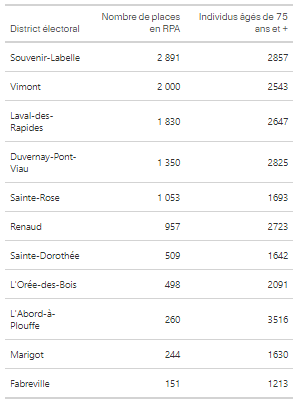 Nombre de places Individus âgés de 75
District électoral en RPA ans et +
Souvenir-Labelle 2 891 2857
Vimont 2 000 2543
Laval-des-
Rapides 1 830 2647
Duvernay-Pont-
Viau 1 350 2825
Sainte-Rose 1 053 1693
Renaud 957 2723
Sainte-Dorothée 509 1642
L'Orée-des-Bois 498 2091
L'Abord-à-
Plouffe 260 3516
Marigot 244 1630
Fabreville 151 1213